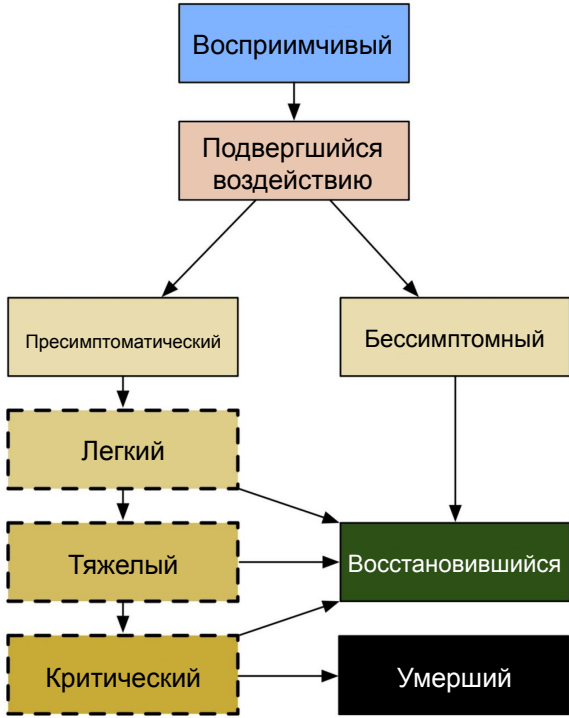 Восприимчивый
Подвергшийся
воздействию
Пресимптоматический
Бессимптомный
Легкий
Тяжелый
Восстановившийся
Критический
Умерший